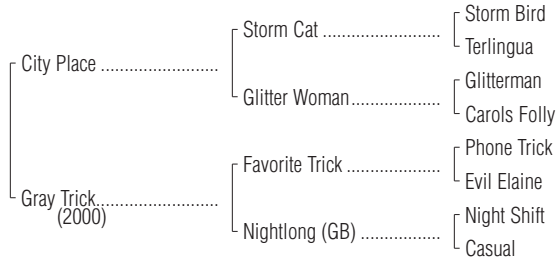 Storm Bird
Storm Cat ........................
Terlingua
City Place ........................
Glitterman
Glitter Woman..................
Carols Folly
Phone Trick
Favorite Trick ...................
Evil Elaine
Gray Trick.........................
(2000)
Night Shift
Nightlong (GB) ................
Casual